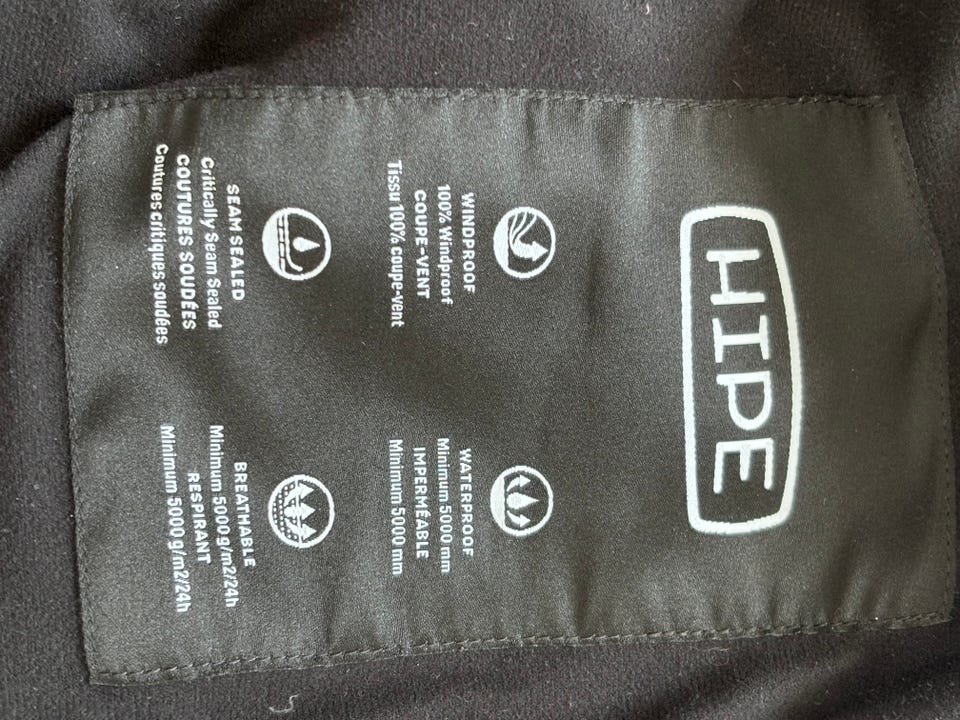 HIPE
WINDPROOF
100% Windproof
COUPE-VENT
Tissu 100% coupe-vent
WATERPROOF
Minimum 5000 mm
IMPERMÉABLE
Minimum 5000 mm
SEAM SEALED
Critically Seam Sealed
COUTURES SOUDÉES
Coutures critiques soudées
BREATHABLE
Minimum 5000g/m2/24h
RESPIRANT
Minimum 5000g/m2/24h